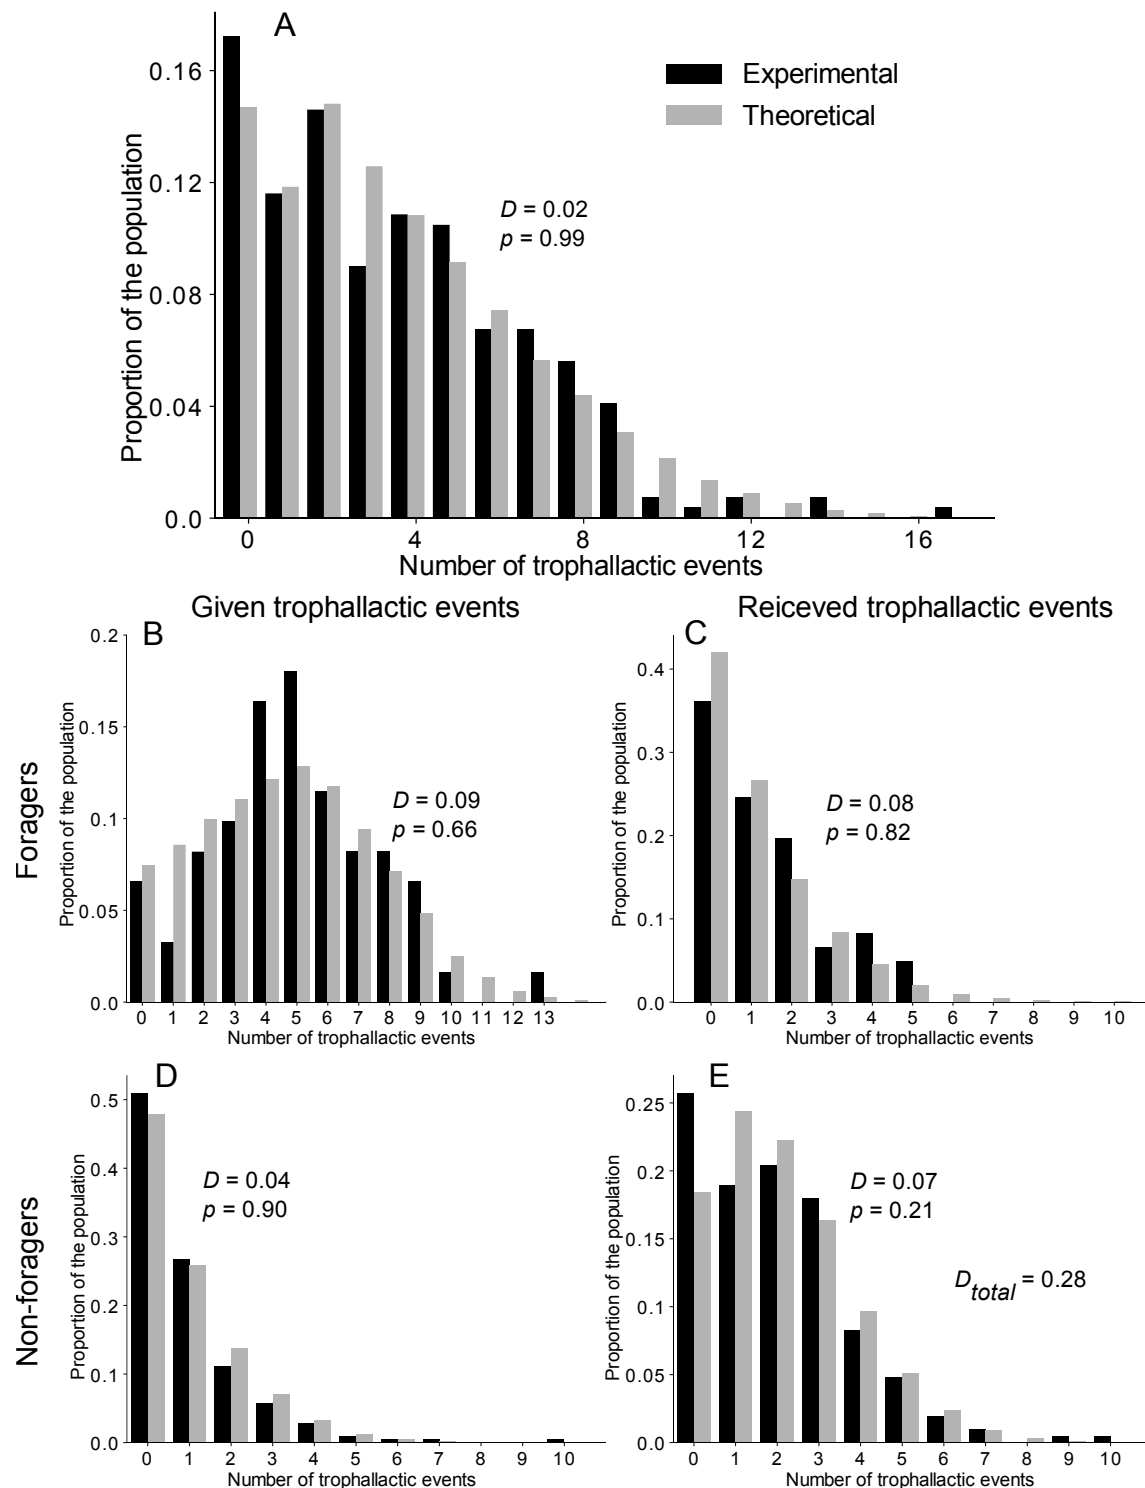 A
Experimental
Theoretical
Proportion of the population
0.16
0.12
0.08
0.04
0.0
D = 0.02
p = 0.99
0 4 8 12 16
Number of trophallactic events
Given trophallactic events
Reiceved trophallactic events
Foragers
B
Proportion of the population
0.2
0.15
0.1
0.05
0.0
D = 0.09
p = 0.66
0 1 2 3 4 5 6 7 8 9 10 11 12 13
Number of trophallactic events
C
Proportion of the population
0.4
0.3
0.2
0.1
0.0
D = 0.08
p = 0.82
0 1 2 3 4 5 6 7 8 9 10
Number of trophallactic events
Non-foragers
D
Proportion of the population
0.5
0.4
0.3
0.2
0.1
0.0
D = 0.04
p = 0.90
0 1 2 3 4 5 6 7 8 9 10
Number of trophallactic events
E
Proportion of the population
0.25
0.2
0.15
0.1
0.05
0.0
D = 0.07
p = 0.21
Dtotal = 0.28
0 1 2 3 4 5 6 7 8 9 10
Number of trophallactic events